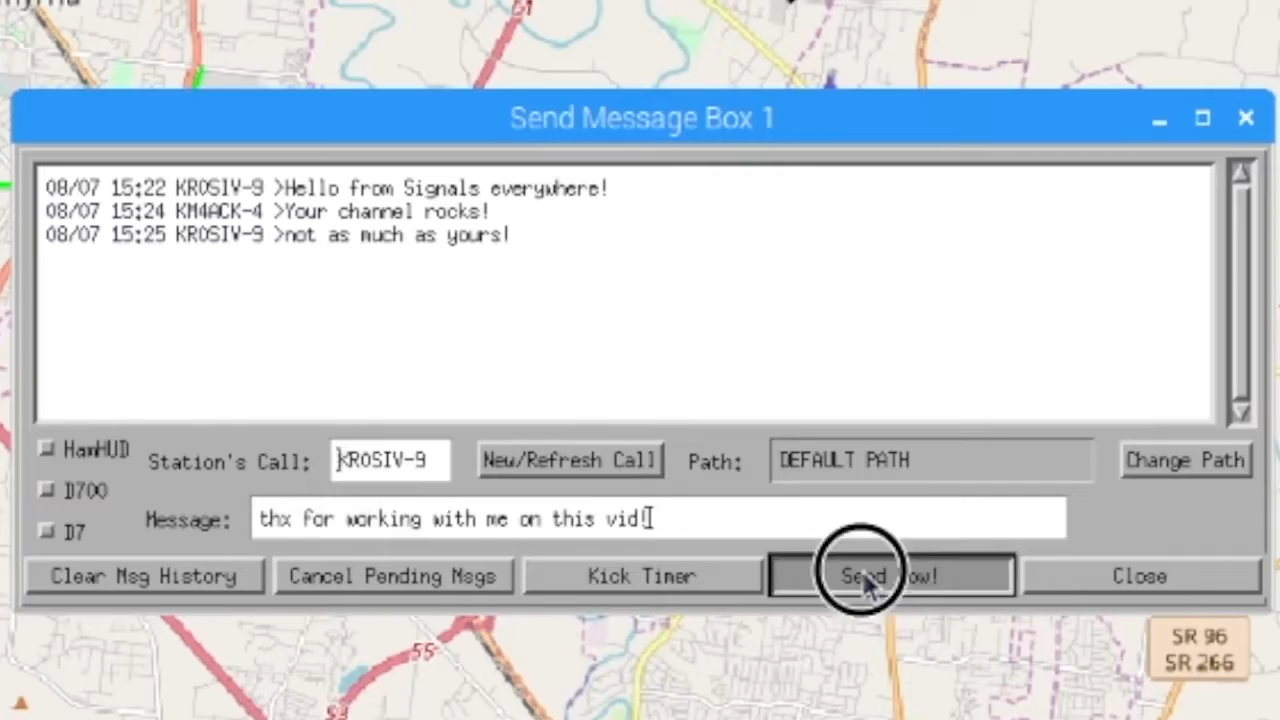 Send Message Box 1
08/07 15:22 KR0SIV-9 >Hello from Signals everywhere!
08/07 15:24 KM4ACK-4 >Your channel rocks!
08/07 15:25 KR0SIV-9 >not as much as yours!
HamHUD
Station's Call: KR0SIV-9 New/Refresh Call Path: DEFAULT PATH Change Path
D700
Message: thx for working with me on this vid!
D7
Clear Msg History Cancel Pending Msgs Kick Timer Send Now! Close
55
SR 96
SR 266